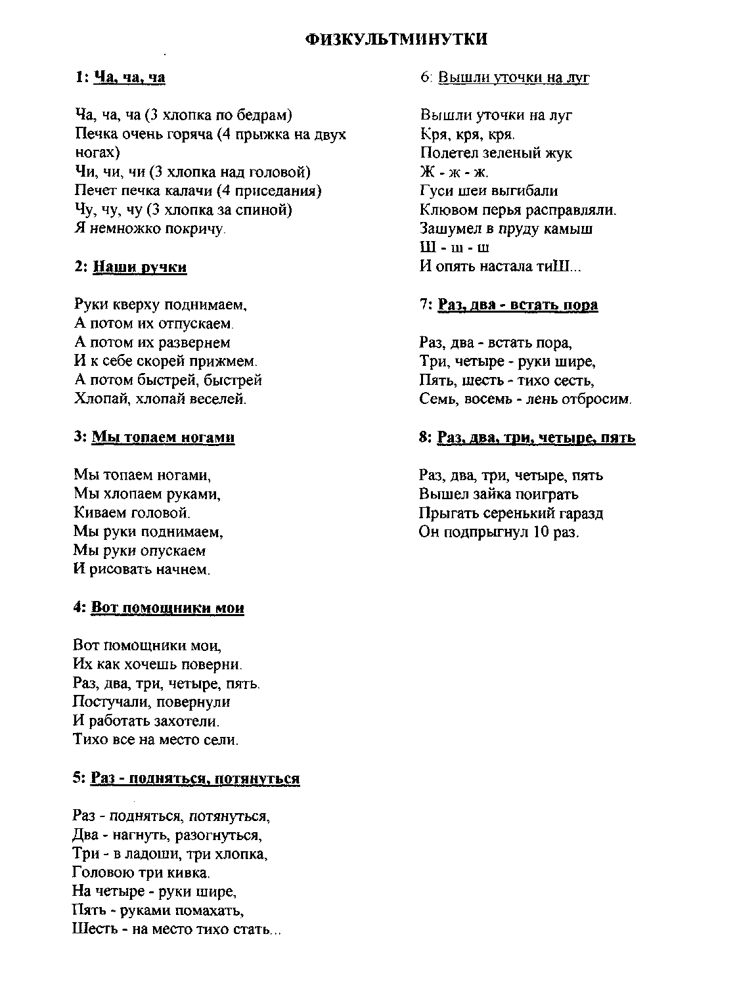 ФИЗКУЛЬТМИНУТКИ
1: Ча, ча, ча
Ча, ча, ча (3 хлопка по бедрам)
Печка очень горяча (4 прыжка на двух
ногах)
Чи, чи, чи (3 хлопка над головой)
Печет печка калачи (4 приседания)
Чу, чу, чу (3 хлопка за спиной)
Я немножко покричу.
2: Наши ручки
Руки кверху поднимаем,
А потом их отпускаем.
А потом их развернем
И к себе скорей прижмем.
А потом быстрей, быстрей
Хлопай, хлопай веселей.
3: Мы топаем ногами
Мы топаем ногами,
Мы хлопаем руками,
Киваем головой.
Мы руки поднимаем,
Мы руки опускаем
И рисовать начнем.
4: Вот помощники мои
Вот помощники мои,
Их как хочешь поверни.
Раз, два, три, четыре, пять.
Постучали, повернули
И работать захотели.
Тихо все на место сели.
5: Раз - подняться, потянуться
Раз - подняться, потянуться,
Два - нагнуть, разогнуться,
Три - в ладоши, три хлопка,
Головою три кивка.
На четыре - руки шире,
Пять - руками помахать,
Шесть - на место тихо стать...
6: Вышли уточки на луг
Вышли уточки на луг
Кря, кря, кря.
Полетел зеленый жук
Ж - ж - ж.
Гуси шеи выгибали
Клювом перья расправляли.
Зашумел в пруду камыш
Ш - ш - ш
И опять настала тиШ...
7: Раз, два - встать пора
Раз, два - встать пора,
Три, четыре - руки шире,
Пять, шесть - тихо сесть,
Семь, восемь - лень отбросим.
8: Раз, два, три, четыре, пять
Раз, два, три, четыре, пять
Вышел зайка поиграть
Прыгать серенький гаразд
Он подпрыгнул 10 раз.